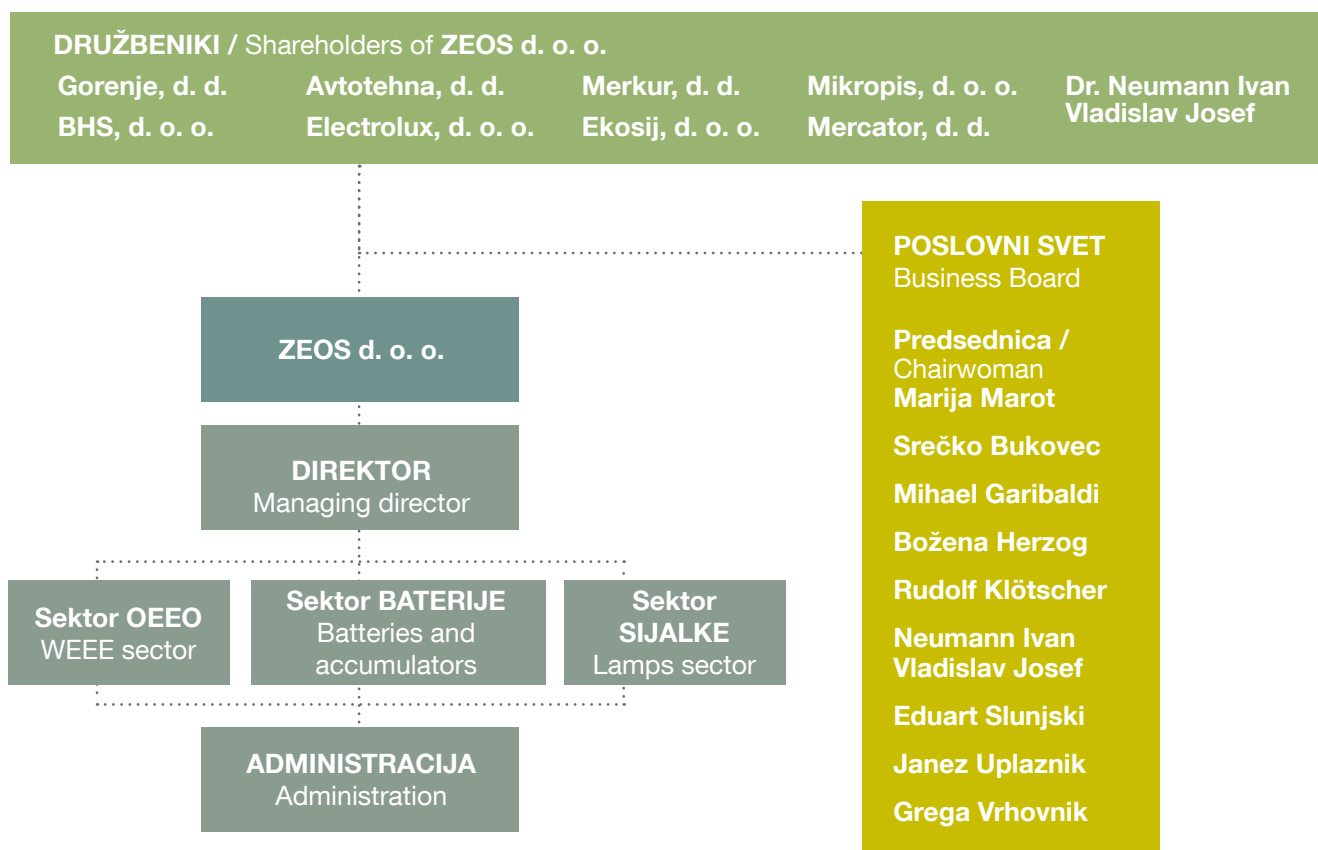 DRUŽBENIKI / Shareholders of ZEOS d. o. o.
Gorenje, d. d.
Avtotehna, d. d.
Merkur, d. d.
Mikropis, d. o. o.
Dr. Neumann Ivan
Vladislav Josef
BHS, d. o. o.
Electrolux, d. o. o.
Ekosij, d. o. o.
Mercator, d. d.
ZEOS d. o. o.
DIREKTOR
Managing director
Sektor OEEO
WEEE sector
Sektor BATERIJE
Batteries and
accumulators
Sektor
SIJALKE
Lamps sector
ADMINISTRACIJA
Administration
POSLOVNI SVET
Business Board
Predsednica /
Chairwoman
Marija Marot
Srečko Bukovec
Mihael Garibaldi
Božena Herzog
Rudolf Klötscher
Neumann Ivan
Vladislav Josef
Eduart Slunjski
Janez Uplaznik
Grega Vrhovnik